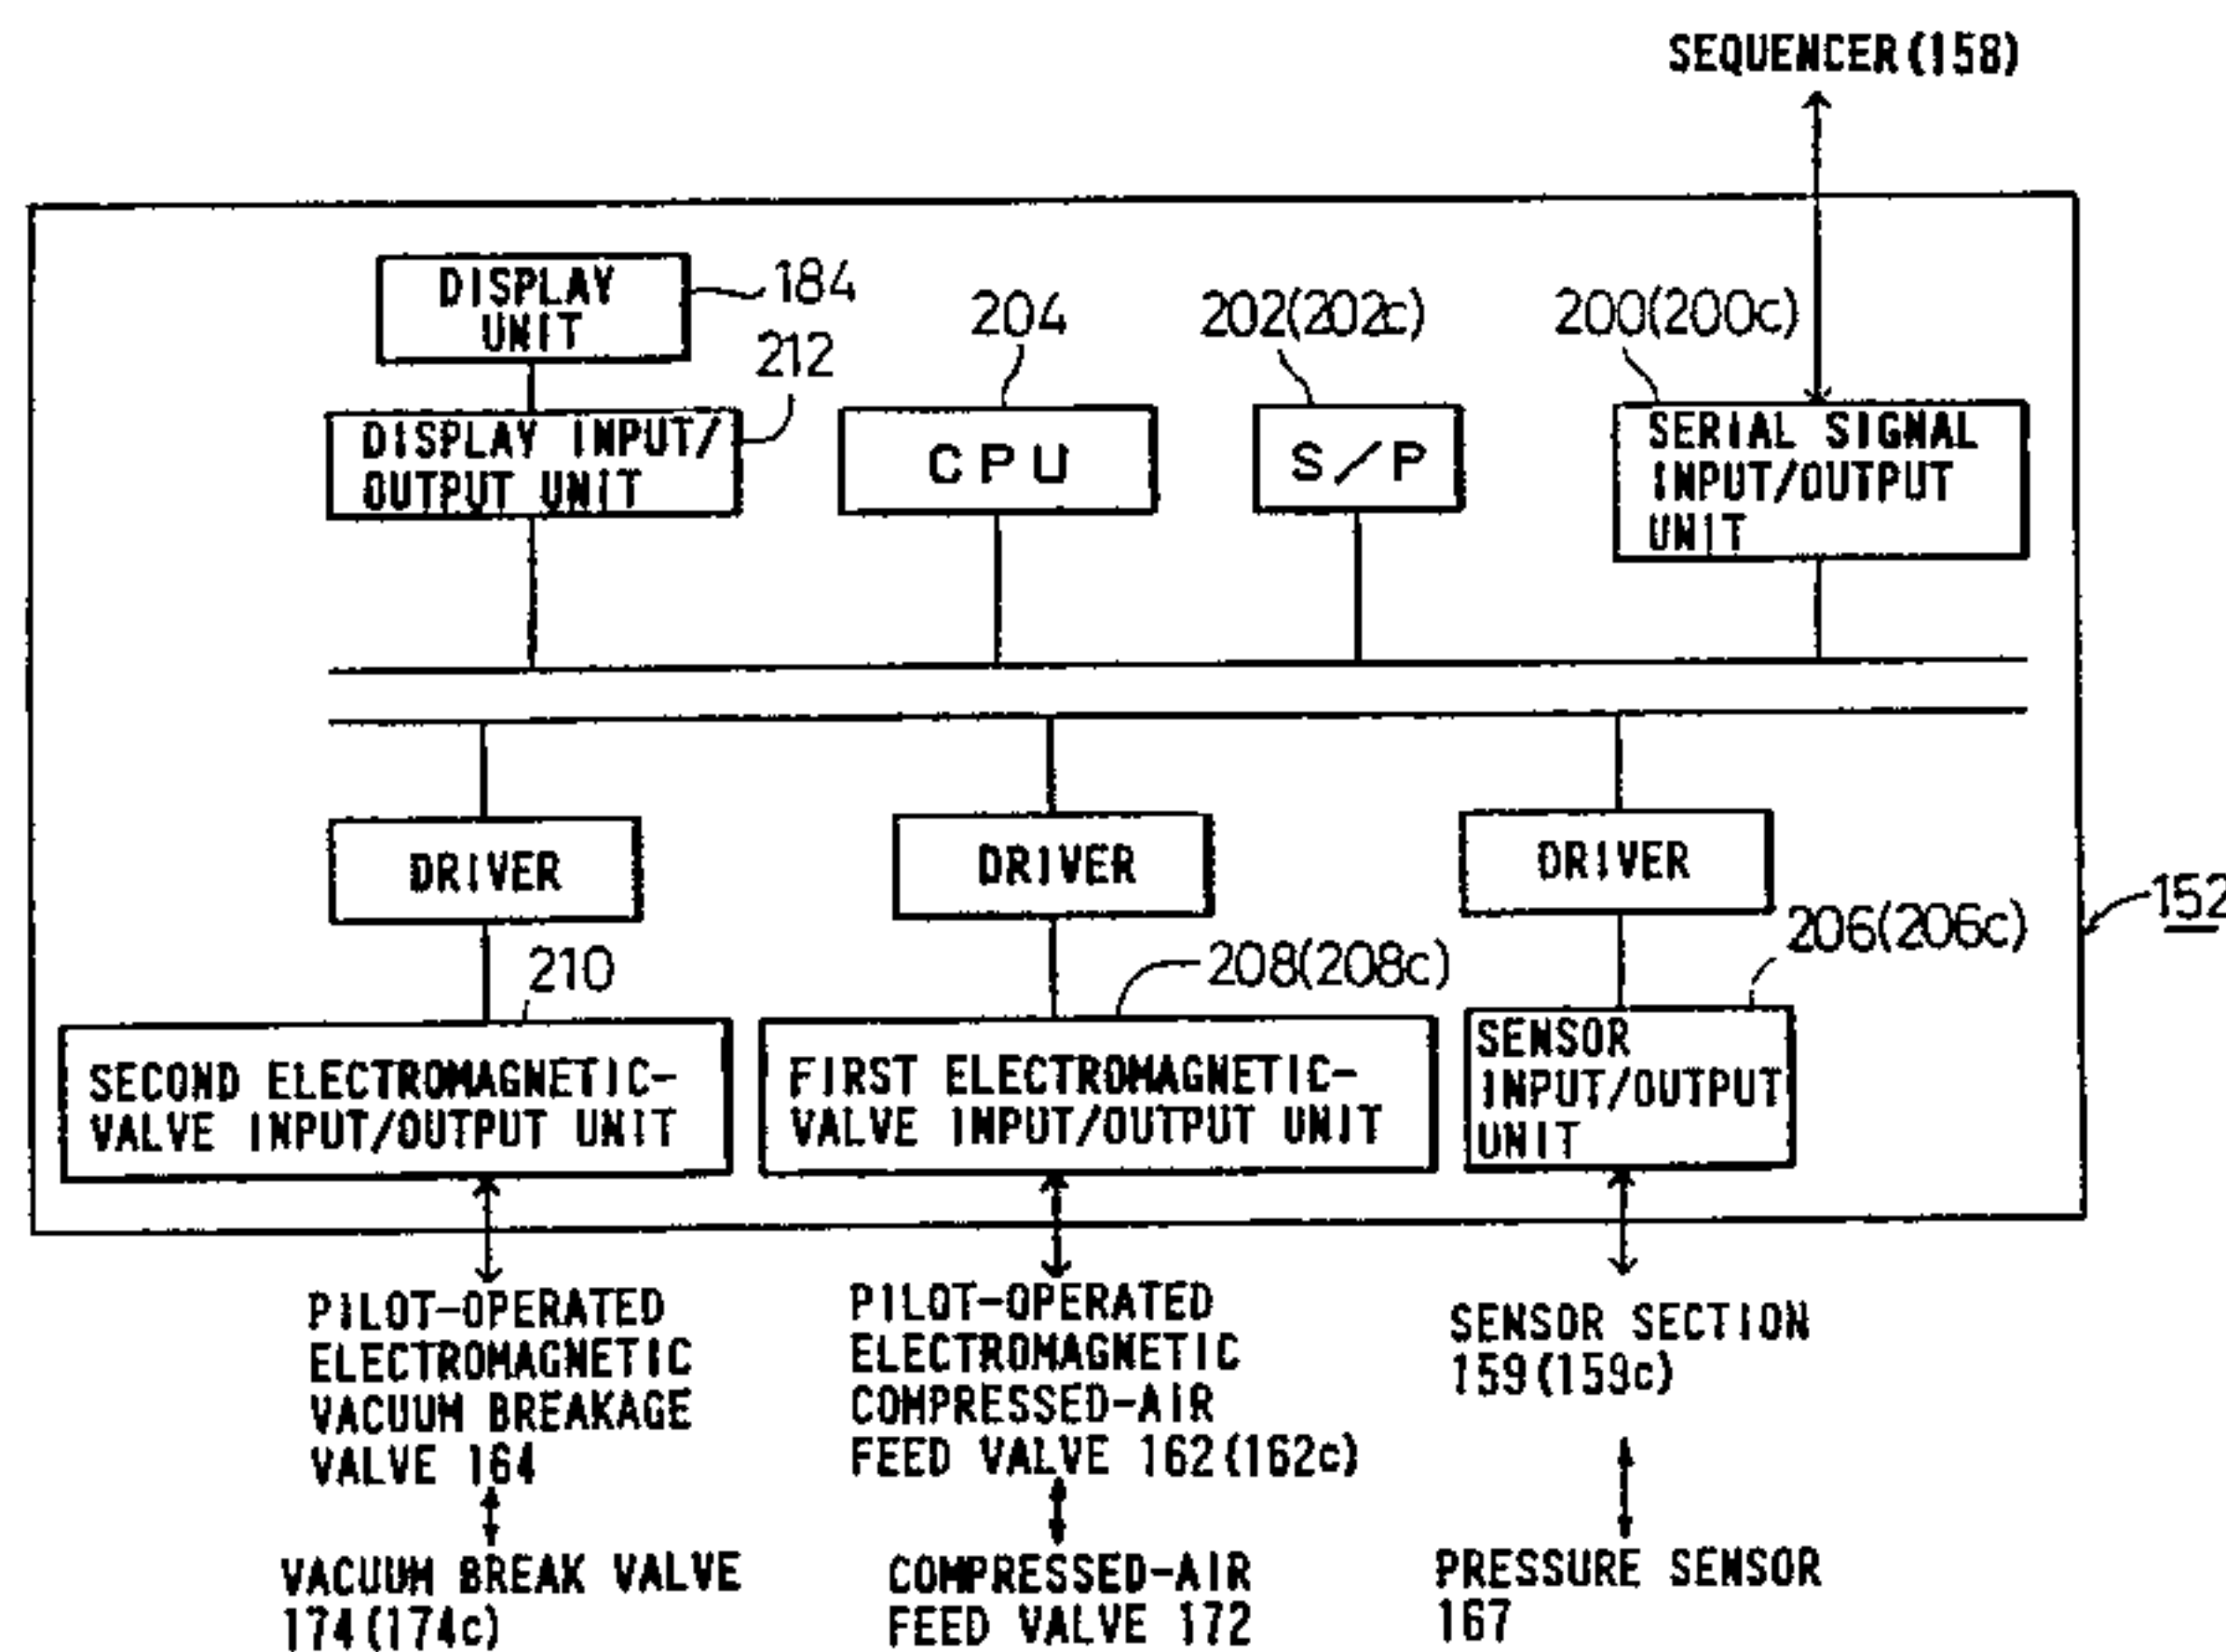 SEQUENCER(158)
DISPLAY
UNIT
184
212
204
202(202c)
200(200c)
DISPLAY INPUT/
OUTPUT UNIT
CPU
S/P
SERIAL SIGNAL
INPUT/OUTPUT
UNIT
DRIVER
DRIVER
DRIVER
152
210
208(208c)
206(206c)
SECOND ELECTROMAGNETIC-
VALVE INPUT/OUTPUT UNIT
FIRST ELECTROMAGNETIC-
VALVE INPUT/OUTPUT UNIT
SENSOR
INPUT/OUTPUT
UNIT
PILOT-OPERATED
ELECTROMAGNETIC
VACUUM BREAKAGE
VALVE 164
PILOT-OPERATED
ELECTROMAGNETIC
COMPRESSED-AIR
FEED VALVE 162(162c)
SENSOR SECTION
159(159c)
VACUUM BREAK VALVE
174(174c)
COMPRESSED-AIR
FEED VALVE 172
PRESSURE SENSOR
167